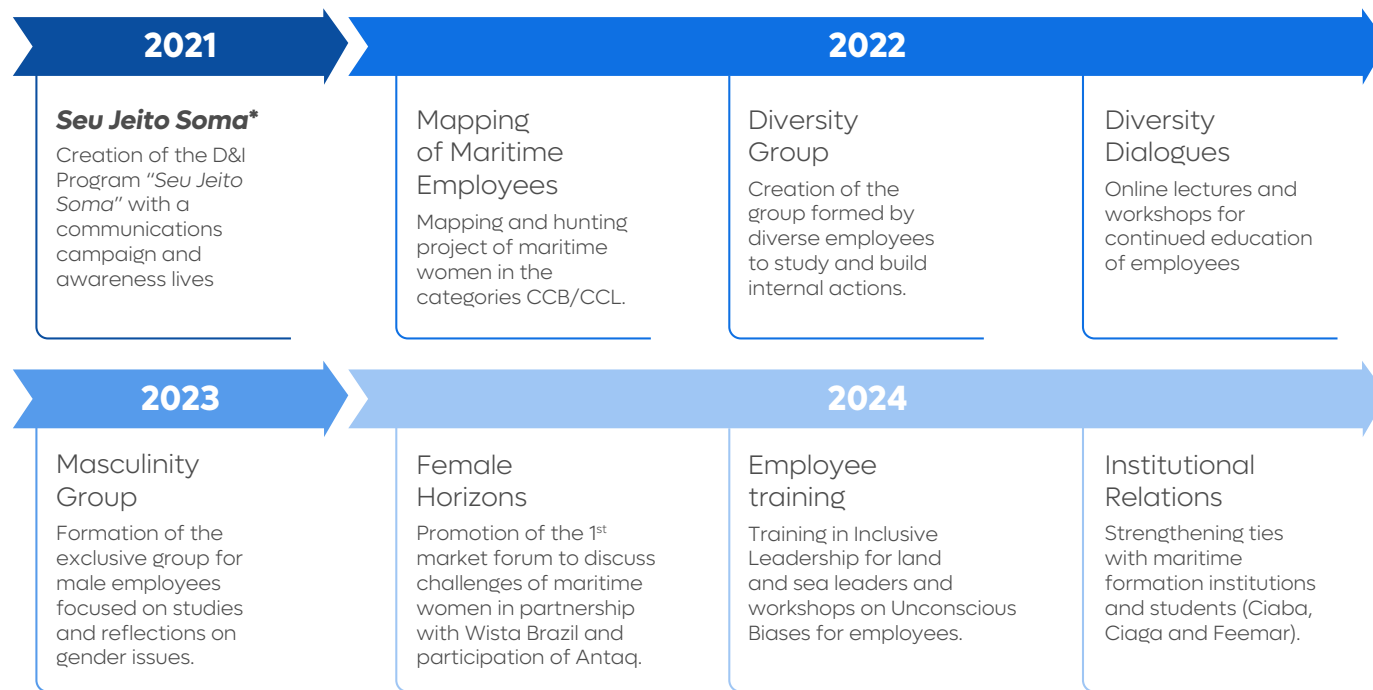 2021
Seu Jeito Soma*
Creation of the D&I
Program "Seu Jeito
Soma" with a
communications
campaign and
awareness lives
2022
Mapping
of Maritime
Employees
Mapping and hunting
project of maritime
women in the
categories CCB/CCL.
Diversity
Group
Creation of the
group formed by
diverse employees
to study and build
internal actions.
Diversity
Dialogues
Online lectures and
workshops for
continued education
of employees
2023
Masculinity
Group
Formation of the
exclusive group for
male employees
focused on studies
and reflections on
gender issues.
2024
Female
Horizons
Promotion of the 1st
market forum to discuss
challenges of maritime
women in partnership
with Wista Brazil and
participation of Antaq.
Employee
training
Training in Inclusive
Leadership for land
and sea leaders and
workshops on Unconscious
Biases for employees.
Institutional
Relations
Strengthening ties
with maritime
formation institutions
and students (Ciaba,
Ciaga and Feemar).